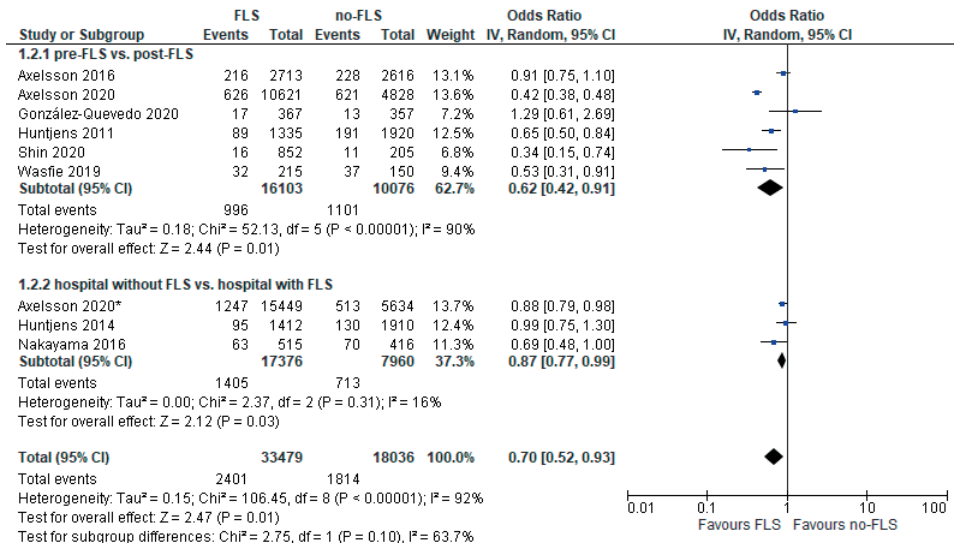 FLS no-FLS Odds Ratio Odds Ratio
Study or Subgroup Events Total Events Total Weight IV, Random, 95% CI IV, Random, 95% CI
1.2.1 pre-FLS vs. post-FLS
Axelsson 2016 216 2713 228 2616 13.1% 0.91 [0.75, 1.10]
Axelsson 2020 626 10621 621 4828 13.6% 0.42 [0.38, 0.48]
González-Quevedo 2020 17 367 13 357 7.2% 1.29 [0.61, 2.69]
Huntjens 2011 89 1335 191 1920 12.5% 0.65 [0.50, 0.84]
Shin 2020 16 852 11 205 6.8% 0.34 [0.15, 0.74]
Wasfie 2019 32 215 37 150 9.4% 0.53 [0.31, 0.91]
Subtotal (95% CI) 16103 10076 62.7% 0.62 [0.42, 0.91]
Total events 996 1101
Heterogeneity: Tau² = 0.18; Chi² = 52.13, df = 5 (P < 0.00001); I² = 90%
Test for overall effect: Z = 2.44 (P = 0.01)
1.2.2 hospital without FLS vs. hospital with FLS
Axelsson 2020* 1247 15449 513 5634 13.7% 0.88 [0.79, 0.98]
Huntjens 2014 95 1412 130 1910 12.4% 0.99 [0.75, 1.30]
Nakayama 2016 63 515 70 416 11.3% 0.69 [0.48, 1.00]
Subtotal (95% CI) 17376 7960 37.3% 0.87 [0.77, 0.99]
Total events 1405 713
Heterogeneity: Tau² = 0.00; Chi² = 2.37, df = 2 (P = 0.31); I² = 16%
Test for overall effect: Z = 2.12 (P = 0.03)
Total (95% CI) 33479 18036 100.0% 0.70 [0.52, 0.93]
Total events 2401 1814
Heterogeneity: Tau² = 0.15; Chi² = 106.45, df = 8 (P < 0.00001); I² = 92%
Test for overall effect: Z = 2.47 (P = 0.01)
Test for subgroup differences: Chi² = 2.75, df = 1 (P = 0.10), I² = 63.7%
0.01 0.1 1 10 100
Favours FLS Favours no-FLS